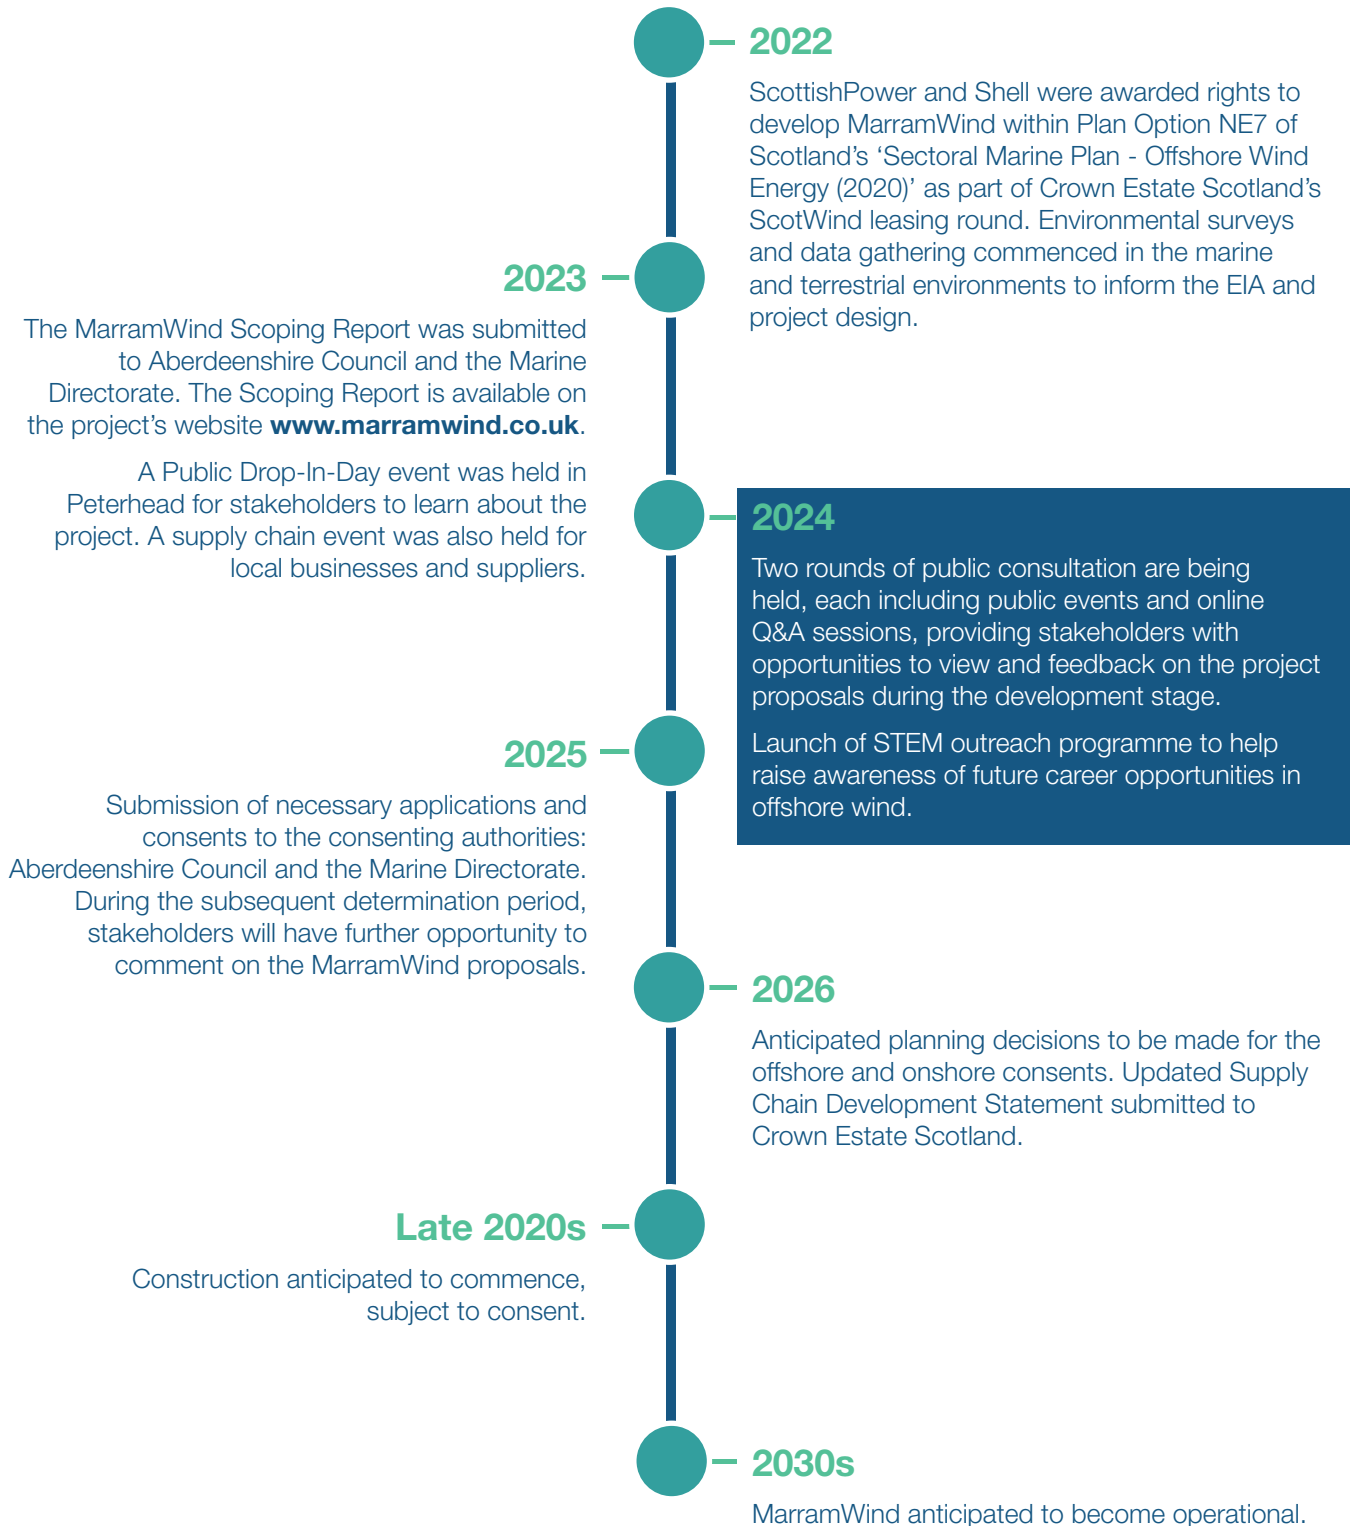 2022
ScottishPower and Shell were awarded rights to
develop MarramWind within Plan Option NE7 of
Scotland’s ‘Sectoral Marine Plan - Offshore Wind
Energy (2020)’ as part of Crown Estate Scotland’s
ScotWind leasing round. Environmental surveys
and data gathering commenced in the marine
and terrestrial environments to inform the EIA and
project design.
2023
The MarramWind Scoping Report was submitted
to Aberdeenshire Council and the Marine
Directorate. The Scoping Report is available on
the project’s website www.marramwind.co.uk.
A Public Drop-In-Day event was held in
Peterhead for stakeholders to learn about the
project. A supply chain event was also held for
local businesses and suppliers.
2024
Two rounds of public consultation are being
held, each including public events and online
Q&A sessions, providing stakeholders with
opportunities to view and feedback on the project
proposals during the development stage.
Launch of STEM outreach programme to help
raise awareness of future career opportunities in
offshore wind.
2025
Submission of necessary applications and
consents to the consenting authorities:
Aberdeenshire Council and the Marine Directorate.
During the subsequent determination period,
stakeholders will have further opportunity to
comment on the MarramWind proposals.
2026
Anticipated planning decisions to be made for the
offshore and onshore consents. Updated Supply
Chain Development Statement submitted to
Crown Estate Scotland.
Late 2020s
Construction anticipated to commence,
subject to consent.
2030s
MarramWind anticipated to become operational.